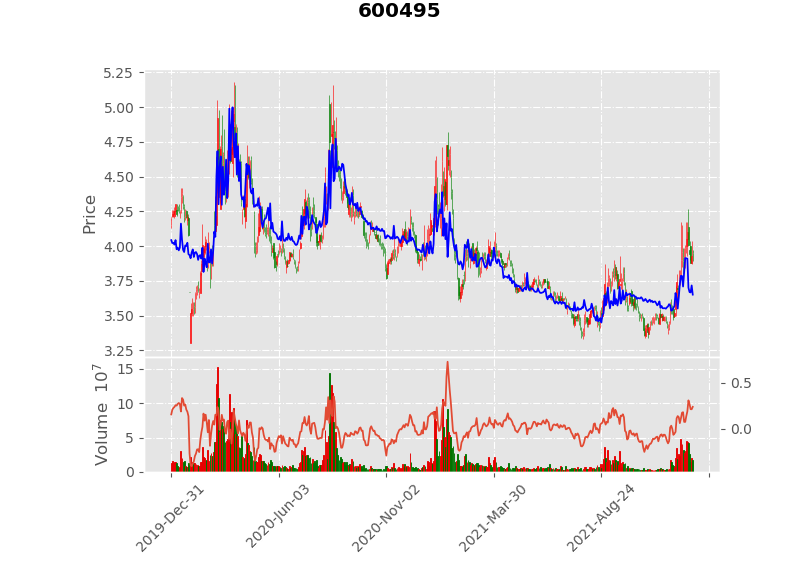 600495
5.25
5.00
4.75
4.50
4.25
4.00
3.75
3.50
3.25
Price
15
10
5
0
Volume 10^7
0.5
0.0
2019-Dec-31
2020-Jun-03
2020-Nov-02
2021-Mar-30
2021-Aug-24